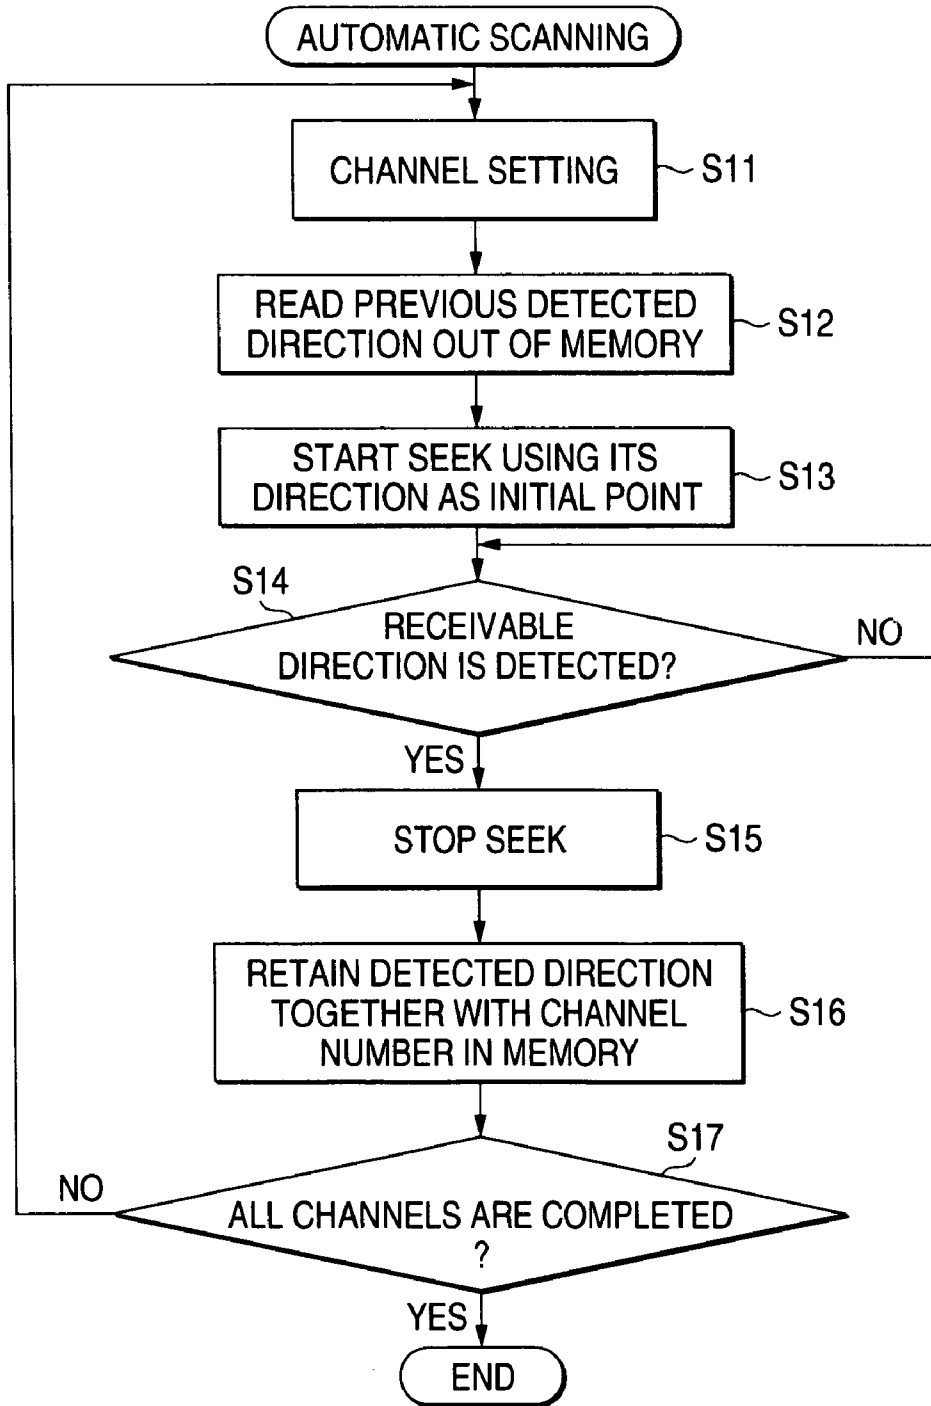 AUTOMATIC SCANNING
CHANNEL SETTING
S11
READ PREVIOUS DETECTED
DIRECTION OUT OF MEMORY
S12
START SEEK USING ITS
DIRECTION AS INITIAL POINT
S13
S14
RECEIVABLE
DIRECTION IS DETECTED?
NO
YES
STOP SEEK
S15
RETAIN DETECTED DIRECTION
TOGETHER WITH CHANNEL
NUMBER IN MEMORY
S16
S17
NO
ALL CHANNELS ARE COMPLETED
?
YES
END